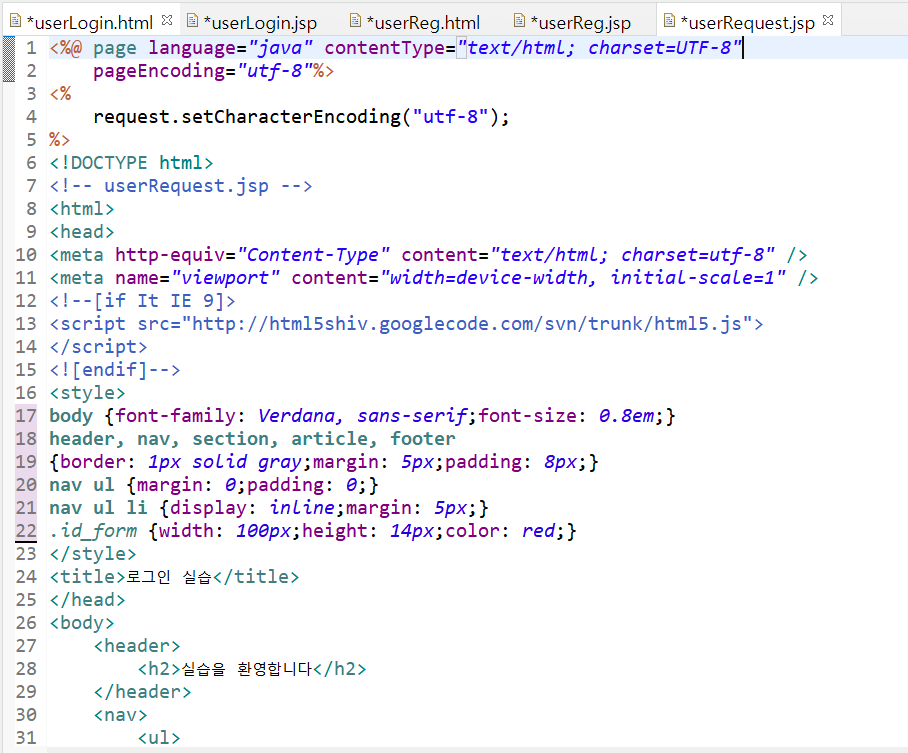 *userLogin.html *userLogin.jsp *userReg.html *userReg.jsp *userRequest.jsp
1 <%@ page language="java" contentType="text/html; charset=UTF-8"
2 pageEncoding="utf-8"%>
3 <%
4 request.setCharacterEncoding("utf-8");
5 %>
6 <!DOCTYPE html>
7 <!-- userRequest.jsp -->
8 <html>
9 <head>
10 <meta http-equiv="Content-Type" content="text/html; charset=utf-8" />
11 <meta name="viewport" content="width=device-width, initial-scale=1" />
12 <!--[if It IE 9]>
13 <script src="http://html5shiv.googlecode.com/svn/trunk/html5.js">
14 </script>
15 <![endif]-->
16 <style>
17 body {font-family: Verdana, sans-serif;font-size: 0.8em;}
18 header, nav, section, article, footer
19 {border: 1px solid gray;margin: 5px;padding: 8px;}
20 nav ul {margin: 0;padding: 0;}
21 nav ul li {display: inline;margin: 5px;}
22 .id_form {width: 100px;height: 14px;color: red;}
23 </style>
24 <title>로그인 실습</title>
25 </head>
26 <body>
27 <header>
28 <h2>실습을 환영합니다</h2>
29 </header>
30 <nav>
31 <ul>